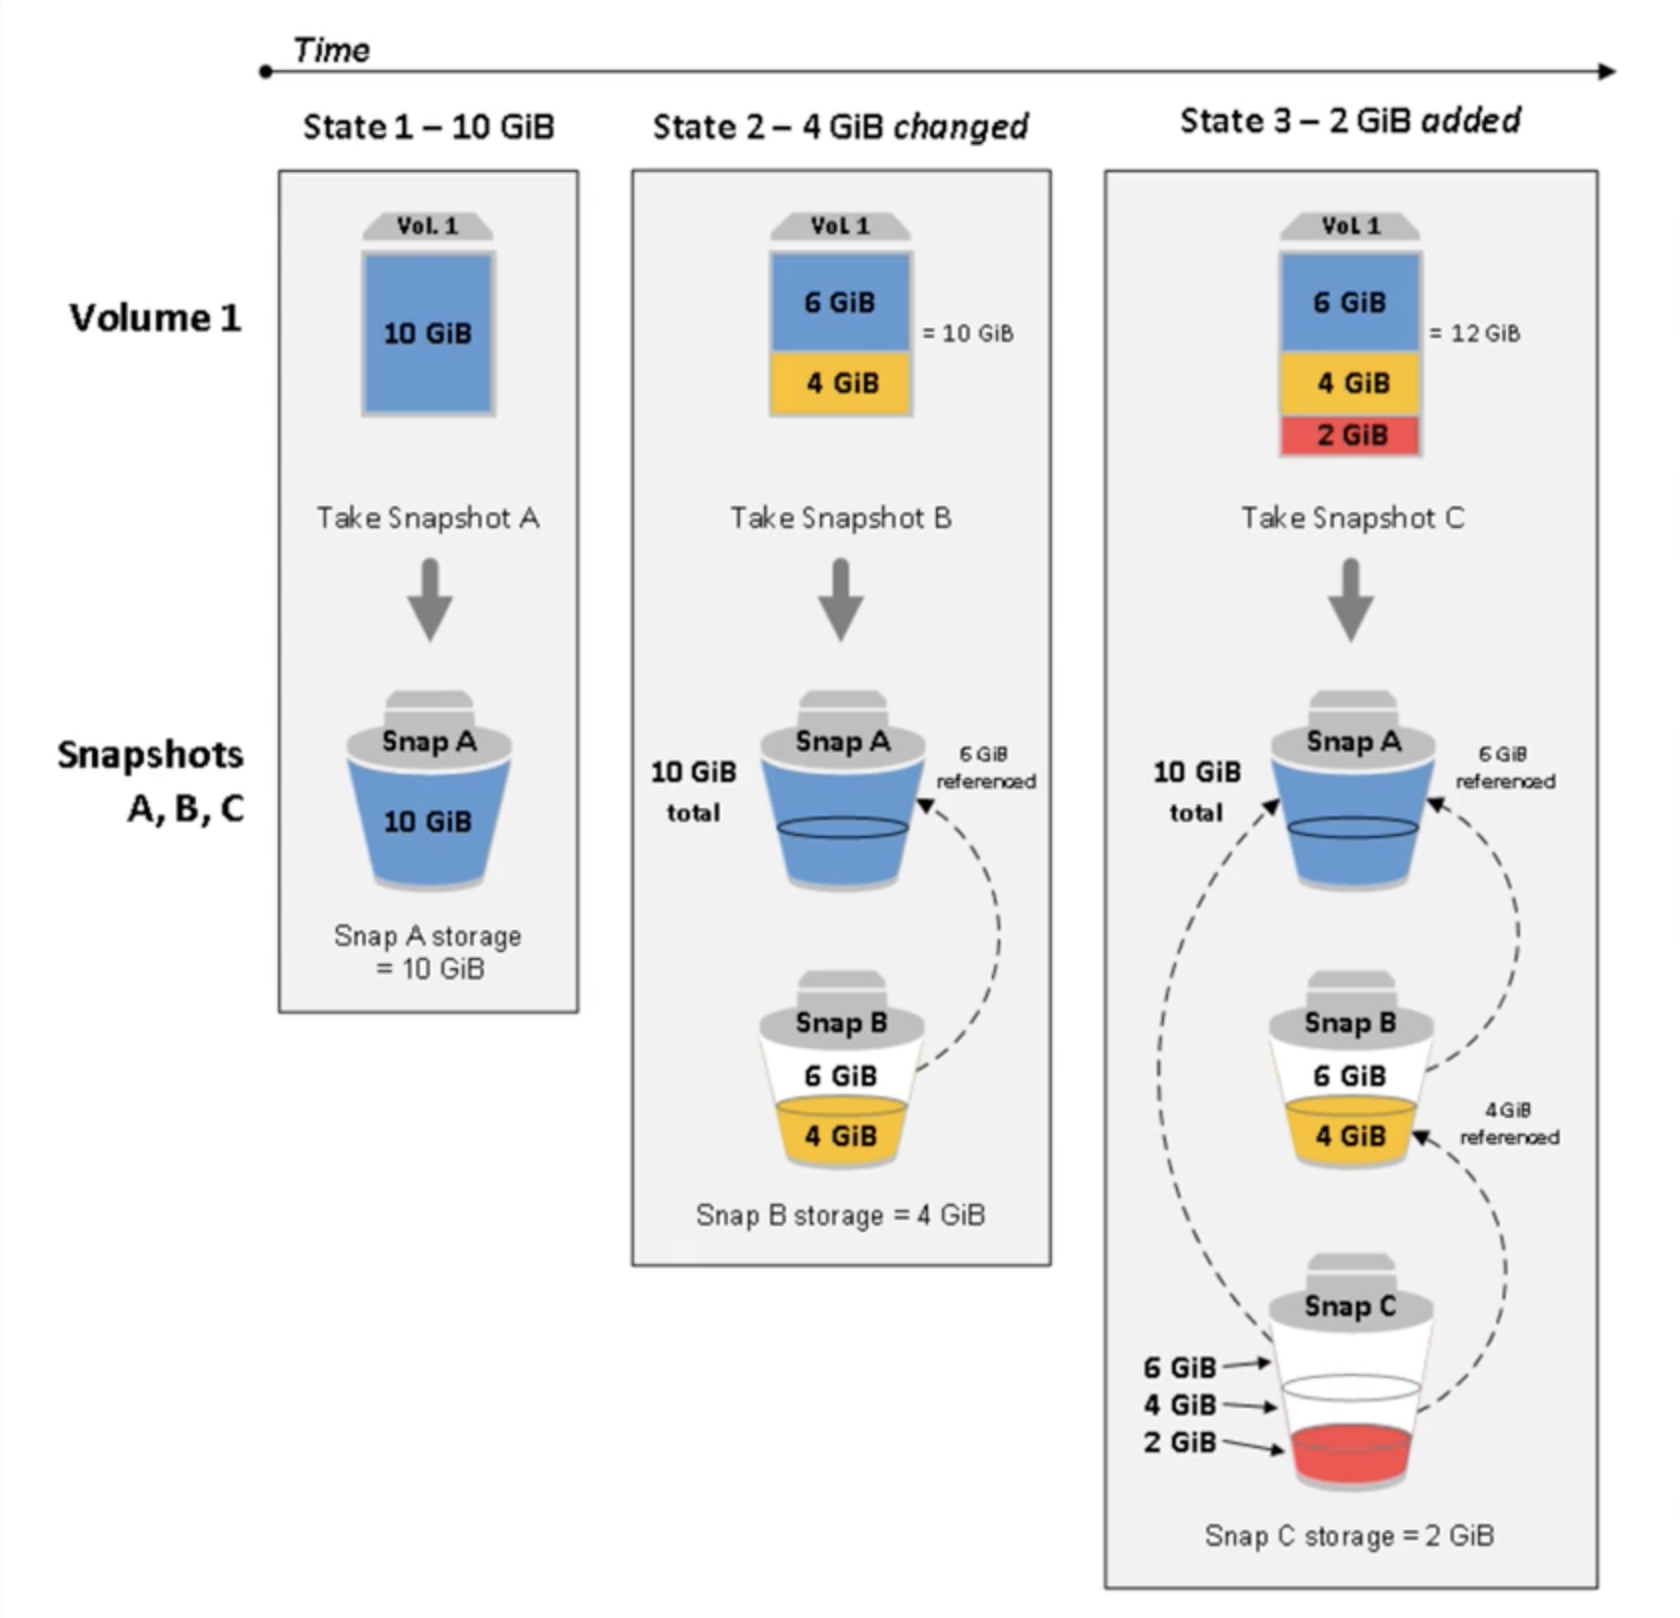 Time
State 1 – 10 GiB
State 2 – 4 GiB changed
State 3 – 2 GiB added
Volume 1
Vol. 1
10 GiB
Take Snapshot A
Vol. 1
6 GiB
4 GiB
= 10 GiB
Take Snapshot B
Vol. 1
6 GiB
4 GiB
2 GiB
= 12 GiB
Take Snapshot C
Snapshots
A, B, C
Snap A
10 GiB
Snap A storage
= 10 GiB
10 GiB
total
Snap A
6 GiB
referenced
Snap B
6 GiB
4 GiB
Snap B storage = 4 GiB
10 GiB
total
Snap A
6 GiB
referenced
Snap B
6 GiB
4 GiB
4 GiB
referenced
Snap C
6 GiB
4 GiB
2 GiB
Snap C storage = 2 GiB